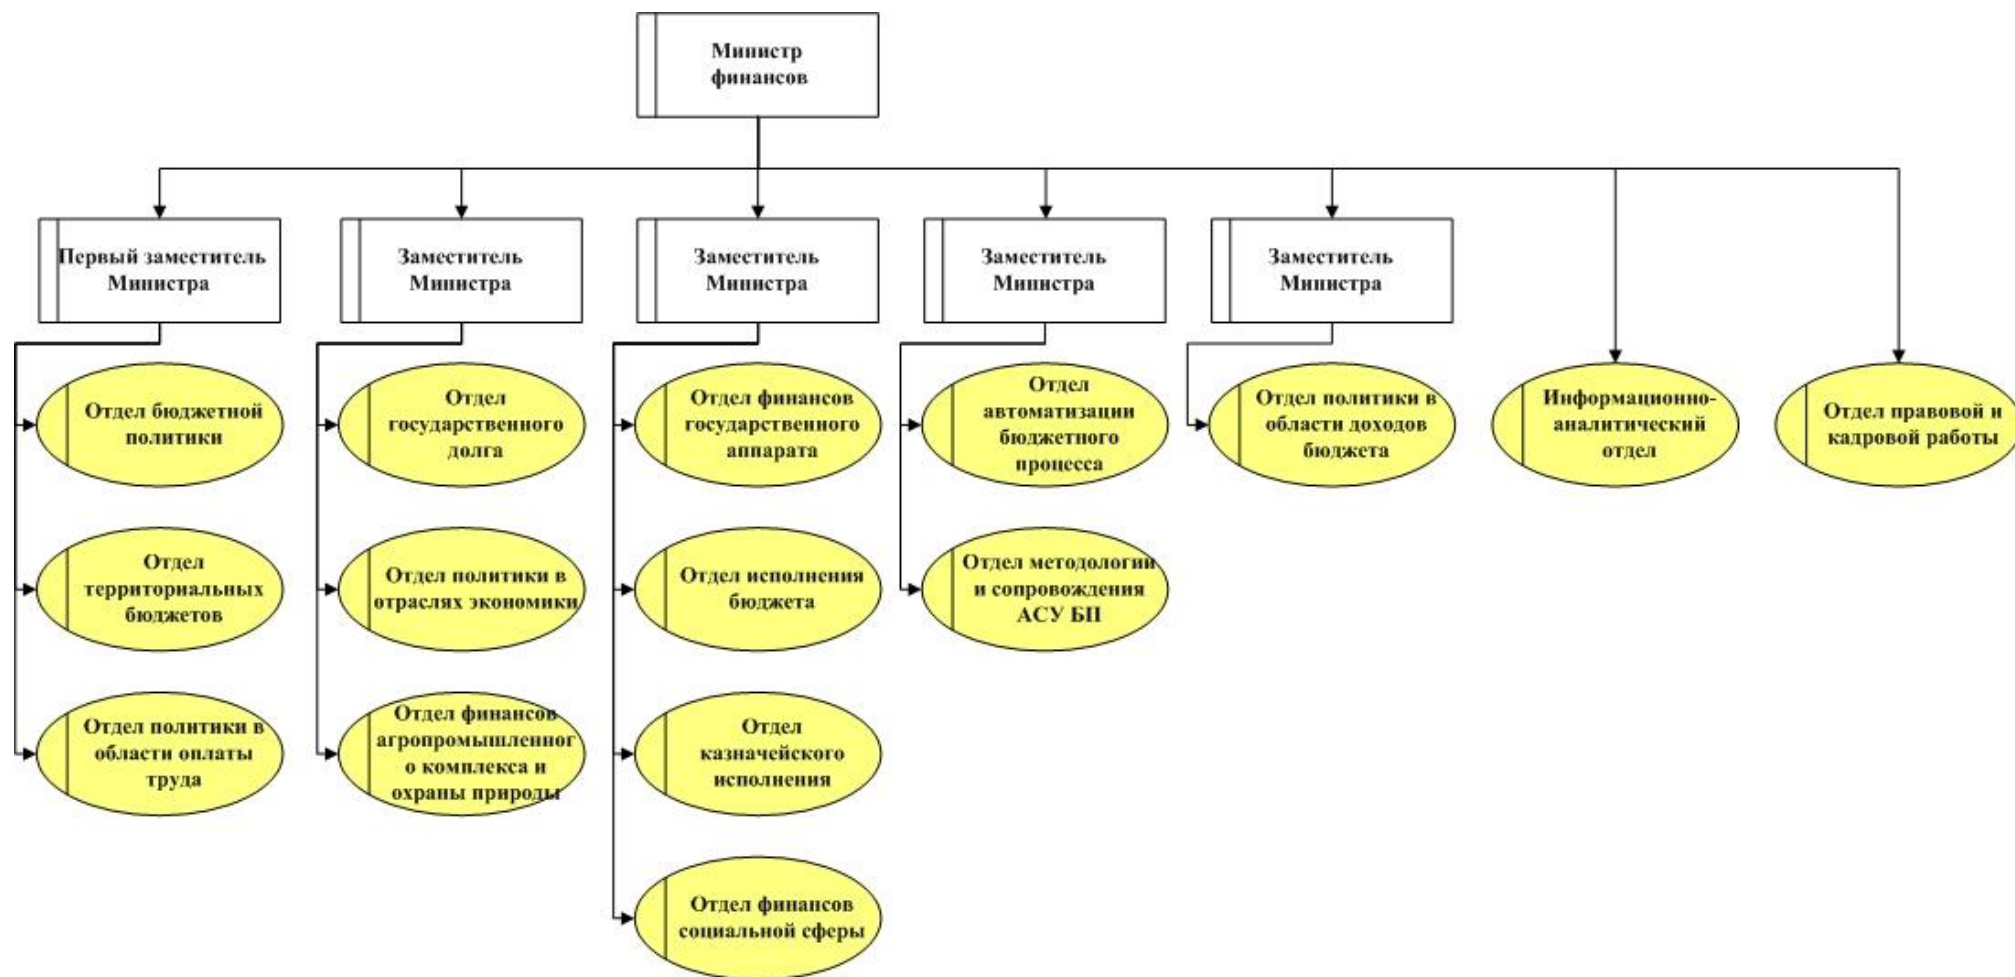 Министр
финансов
Первый заместитель
Министра
Заместитель
Министра
Заместитель
Министра
Заместитель
Министра
Заместитель
Министра
Отдел бюджетной
политики
Отдел
государственного
долга
Отдел финансов
государственного
аппарата
Отдел
автоматизации
бюджетного
процесса
Отдел политики в
области доходов
бюджета
Информационно-
аналитический
отдел
Отдел правовой и
кадровой работы
Отдел
территориальных
бюджетов
Отдел политики в
отраслях экономики
Отдел исполнения
бюджета
Отдел методологии
и сопровождения
АСУ БП
Отдел политики в
области оплаты
труда
Отдел финансов
агропромышленног
о комплекса и
охраны природы
Отдел
казначейского
исполнения
Отдел финансов
социальной сферы